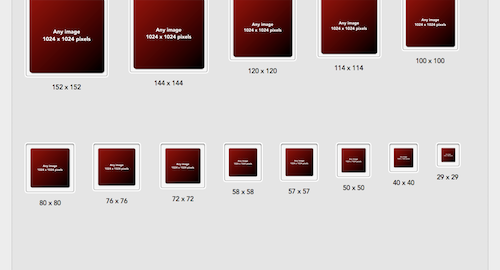 Any image
1024 x 1024 pixels
Any image
1024 x 1024 pixels
Any image
1024 x 1024 pixels
Any image
1024 x 1024 pixels
Any image
1024 x 1024 pixels
152 x 152
144 x 144
120 x 120
114 x 114
100 x 100
Any image
1024 x 1024 pixels
Any image
1024 x 1024 pixels
Any image
1024 x 1024 pixels
Any image
1024 x 1024 pixels
Any image
1024 x 1024 pixels
80 x 80
76 x 76
72 x 72
58 x 58
57 x 57
50 x 50
40 x 40
29 x 29